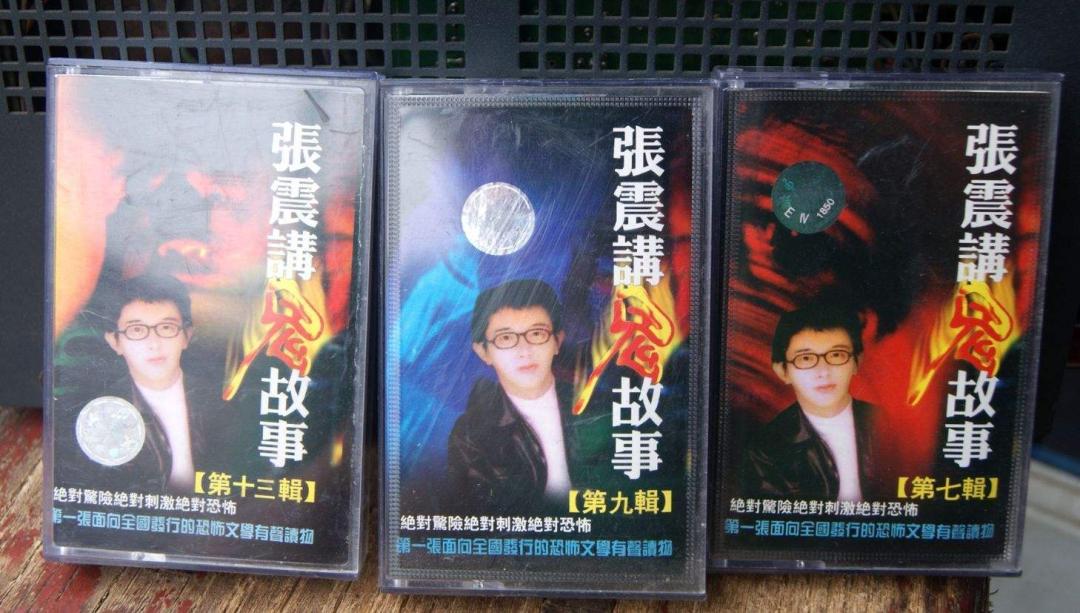 張震講鬼故事
【第十三輯】
絕對驚險絕對刺激絕對恐怖
第一張面向全國發行的恐怖文學有聲讀物
張震講鬼故事
【第九輯】
絕對驚險絕對刺激絕對恐怖
第一張面向全國發行的恐怖文學有聲讀物
E Ⅳ 1850
張震講鬼故事
【第七輯】
絕對驚險絕對刺激絕對恐怖
第一張面向全國發行的恐怖文學有聲讀物